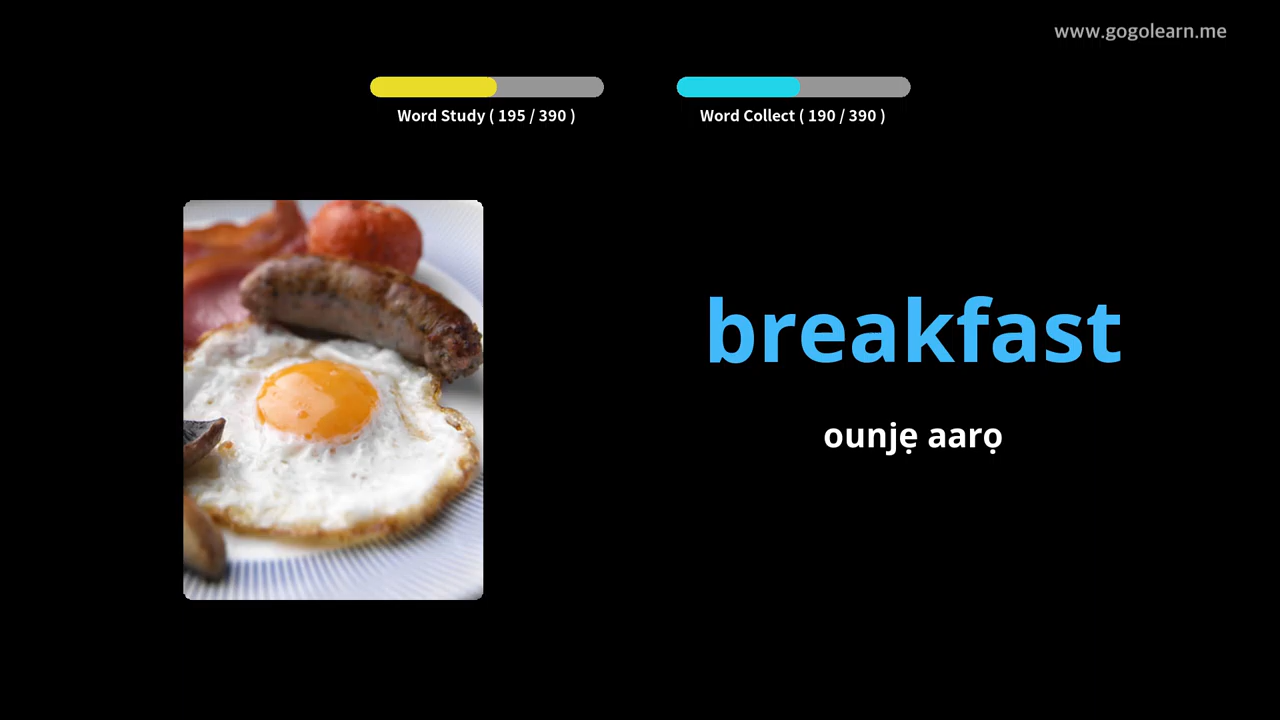 www.gogolearn.me
Word Study ( 195 / 390 )
Word Collect ( 190 / 390 )
breakfast
ounjẹ aarọ